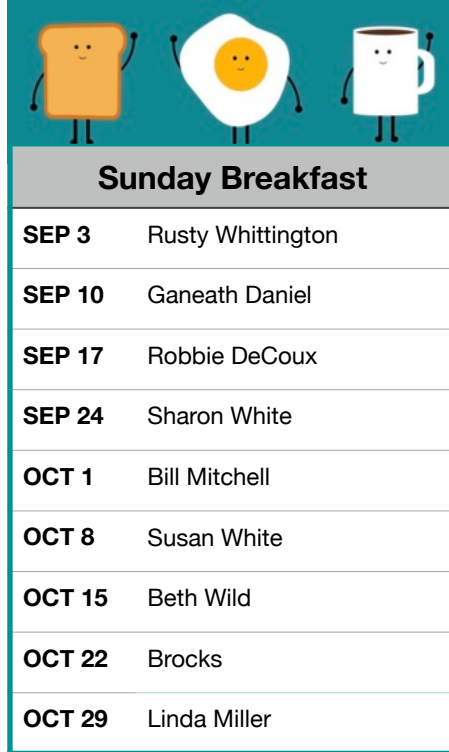 Sunday Breakfast
SEP 3 Rusty Whittington
SEP 10 Ganeath Daniel
SEP 17 Robbie DeCoux
SEP 24 Sharon White
OCT 1 Bill Mitchell
OCT 8 Susan White
OCT 15 Beth Wild
OCT 22 Brocks
OCT 29 Linda Miller